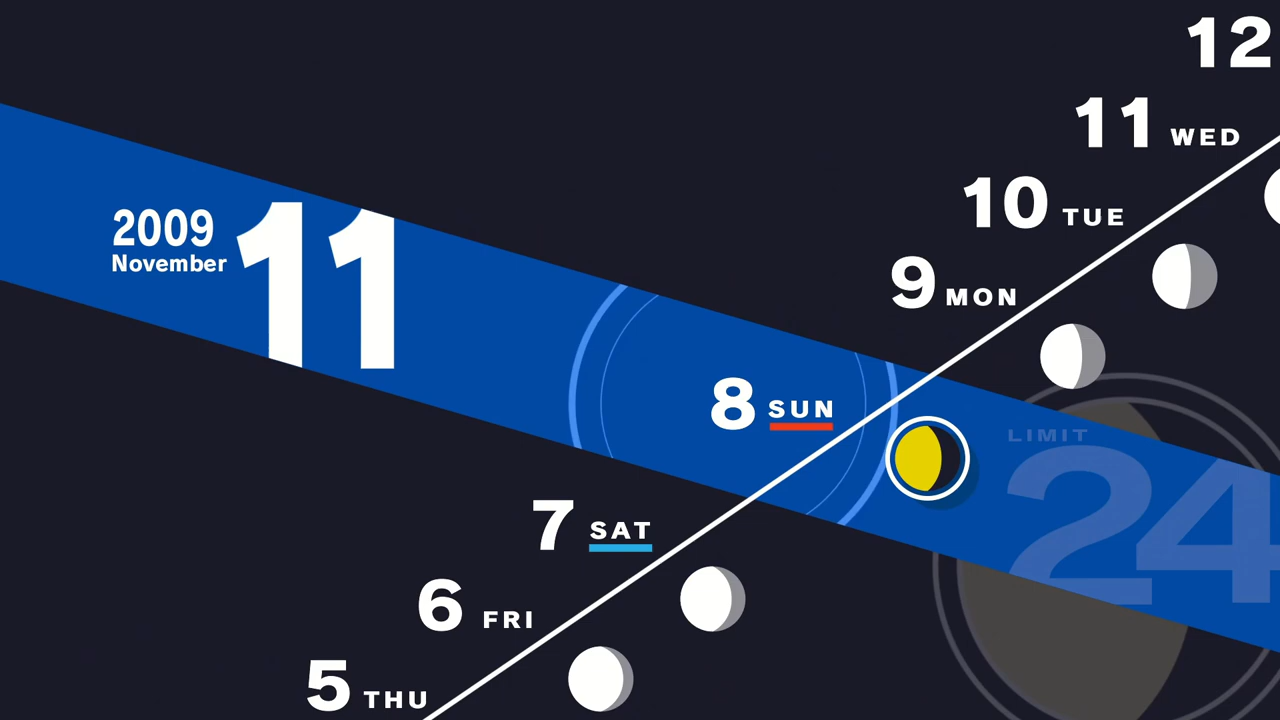 12
11 WED
10 TUE
2009
November
11
9 MON
8 SUN
LIMIT
24
7 SAT
6 FRI
5 THU